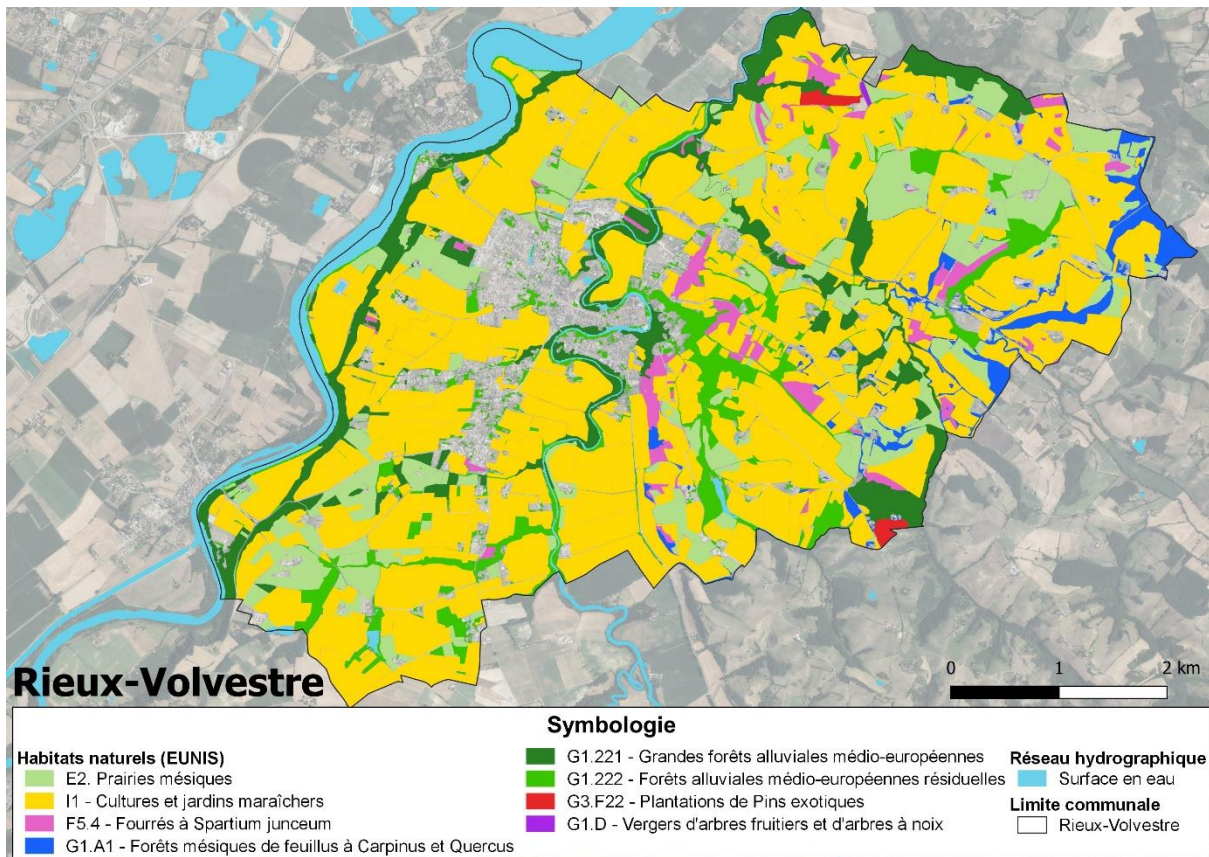 Rieux-Volvestre
0 1 2 km
Symbologie
Habitats naturels (EUNIS)
E2. Prairies mésiques
I1 - Cultures et jardins maraîchers
F5.4 - Fourrés à Spartium junceum
G1.A1 - Forêts mésiques de feuillus à Carpinus et Quercus
G1.221 - Grandes forêts alluviales médio-européennes
G1.222 - Forêts alluviales médio-européennes résiduelles
G3.F22 - Plantations de Pins exotiques
G1.D - Vergers d'arbres fruitiers et d'arbres à noix
Réseau hydrographique
Surface en eau
Limite communale
Rieux-Volvestre